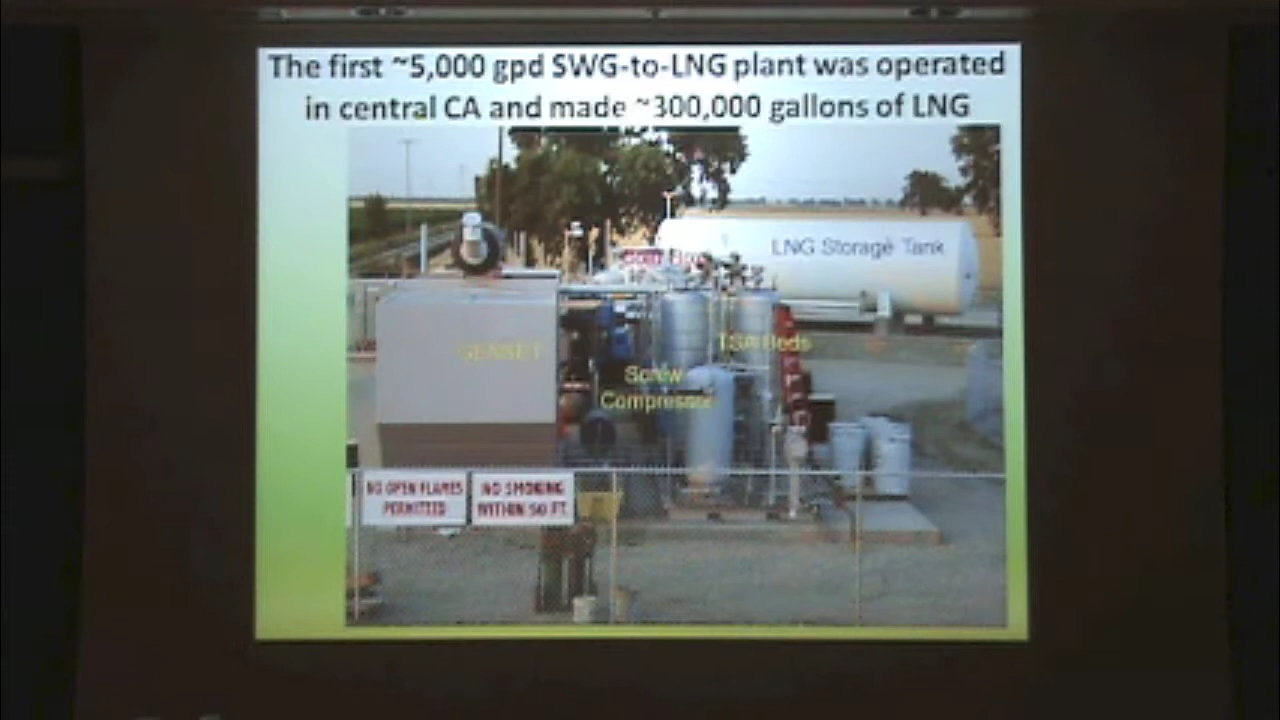 The first ~5,000 gpd SWG-to-LNG plant was operated
in central CA and made ~300,000 gallons of LNG
LNG Storage Tank
Cold Box
TSA Beds
GENSET
Screw
Compressor
NO OPEN FLAMES
PERMITTED
NO SMOKING
WITHIN 50 FT.